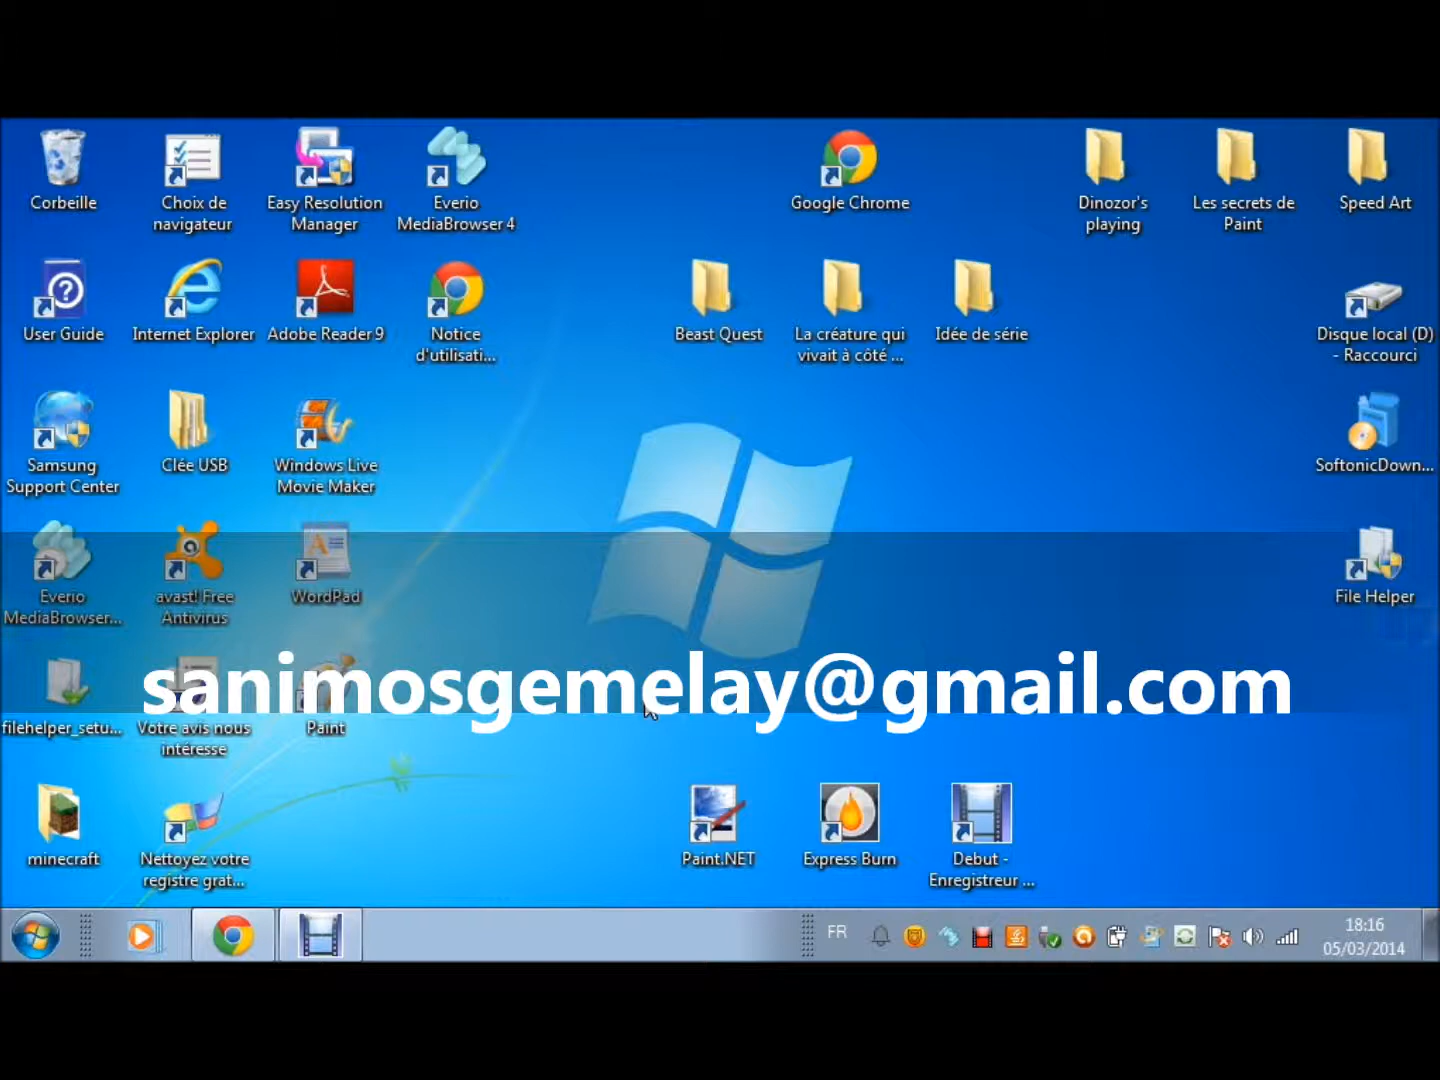 Corbeille
Choix de
navigateur
Easy Resolution
Manager
Everio
MediaBrowser 4
Google Chrome
Dinozor's
playing
Les secrets de
Paint
Speed Art
User Guide
Internet Explorer
Adobe Reader 9
Notice
d'utilisati...
Beast Quest
La créature qui
vivait à côté ...
Idée de série
Disque local (D)
- Raccourci
Samsung
Support Center
Clée USB
Windows Live
Movie Maker
SoftonicDown...
Everio
MediaBrowser...
avast! Free
Antivirus
WordPad
File Helper
sanimosgemelay@gmail.com
filehelper_setu...
Votre avis nous
intéresse
Paint
minecraft
Nettoyez votre
registre grat...
Paint.NET
Express Burn
Debut -
Enregistreur ...
FR
18:16
05/03/2014